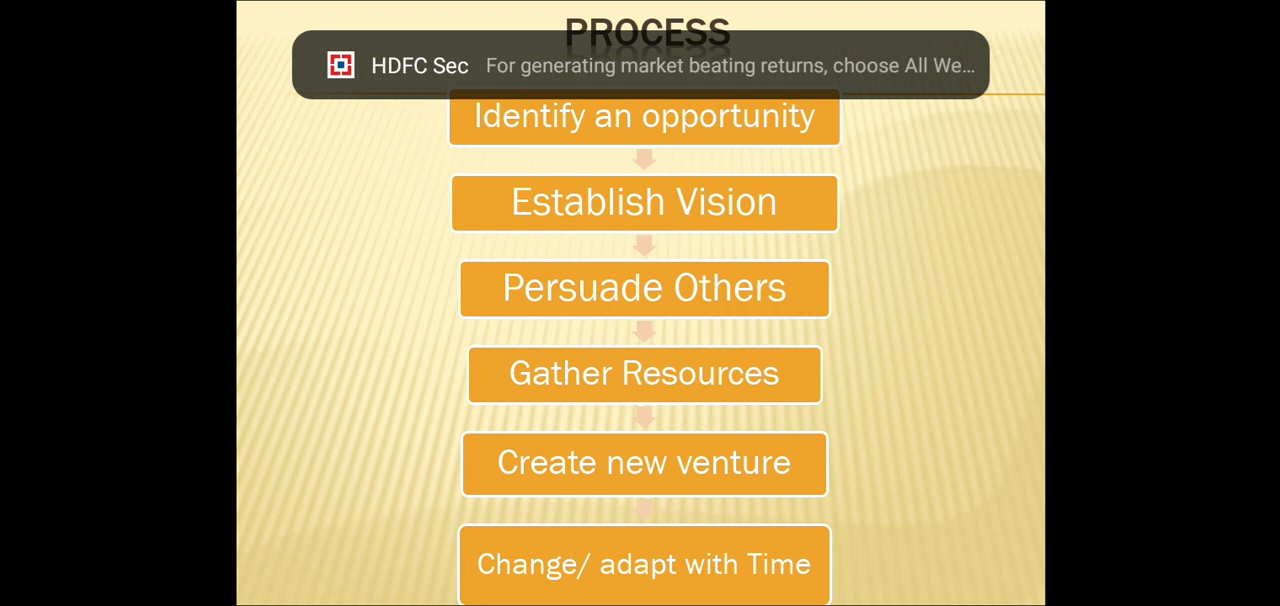 PROCESS
HDFC Sec For generating market beating returns, choose All We...
Identify an opportunity
Establish Vision
Persuade Others
Gather Resources
Create new venture
Change/ adapt with Time